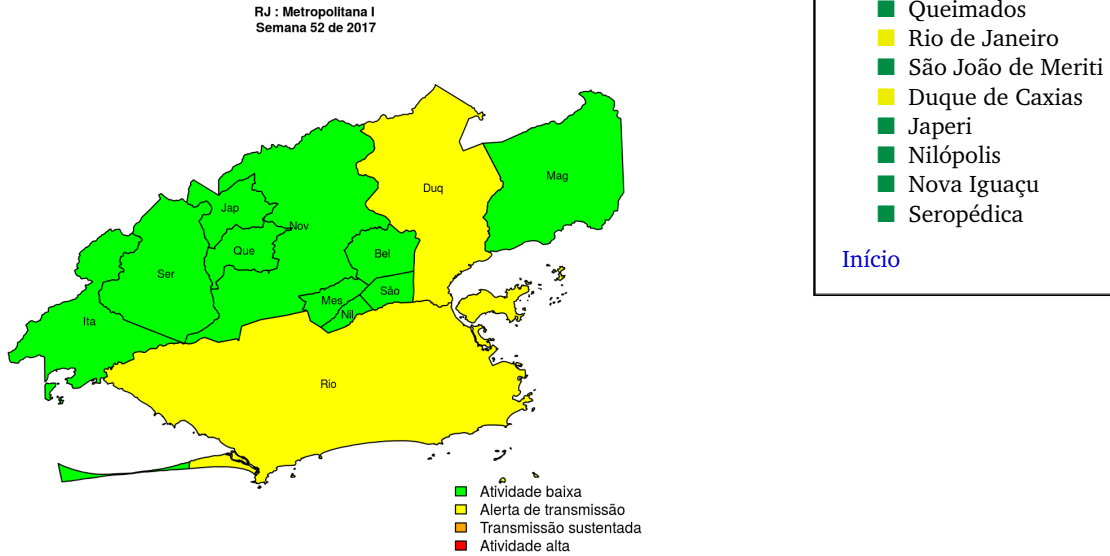 RJ : Metropolitana I
Semana 52 de 2017
Duq
Mag
Jap
Nov
Que
Bel
Ser
São
Mes
Nil
Ita
Rio
Atividade baixa
Alerta de transmissão
Transmissão sustentada
Atividade alta
Queimados
Rio de Janeiro
São João de Meriti
Duque de Caxias
Japeri
Nilópolis
Nova Iguaçu
Seropédica
Início